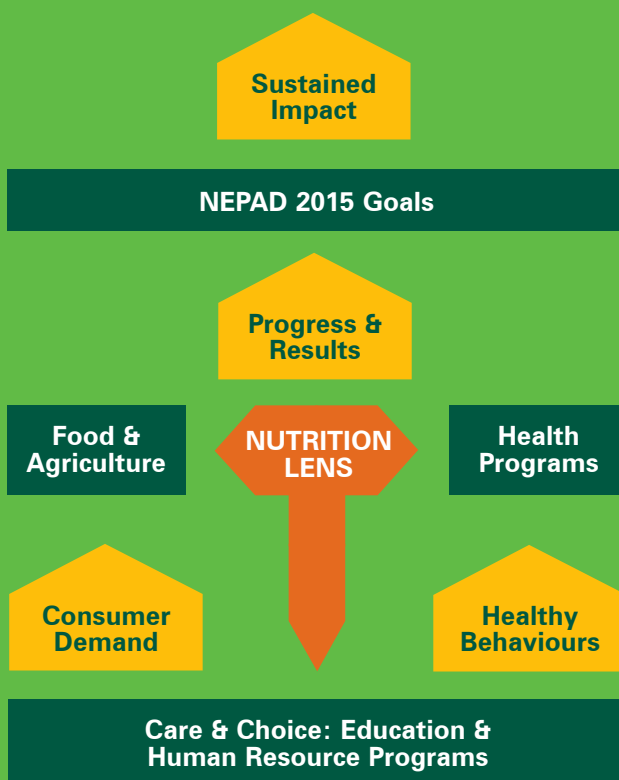 Sustained
Impact
NEPAD 2015 Goals
Progress &
Results
Food &
Agriculture
NUTRITION
LENS
Health
Programs
Consumer
Demand
Healthy
Behaviours
Care & Choice: Education &
Human Resource Programs